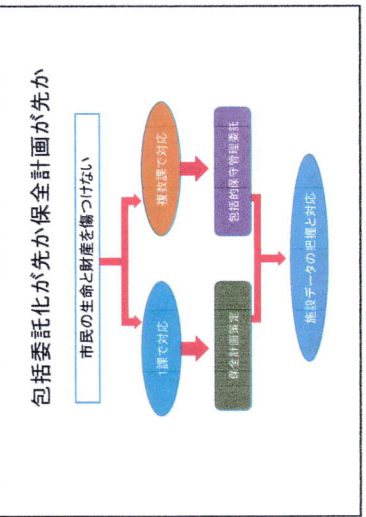 包括委託化が先か保全計画が先か
市民の生命と財産を傷つけない
1課で対応
複数課で対応
保全計画策定
包括的保守管理委託
施設データの把握と対応